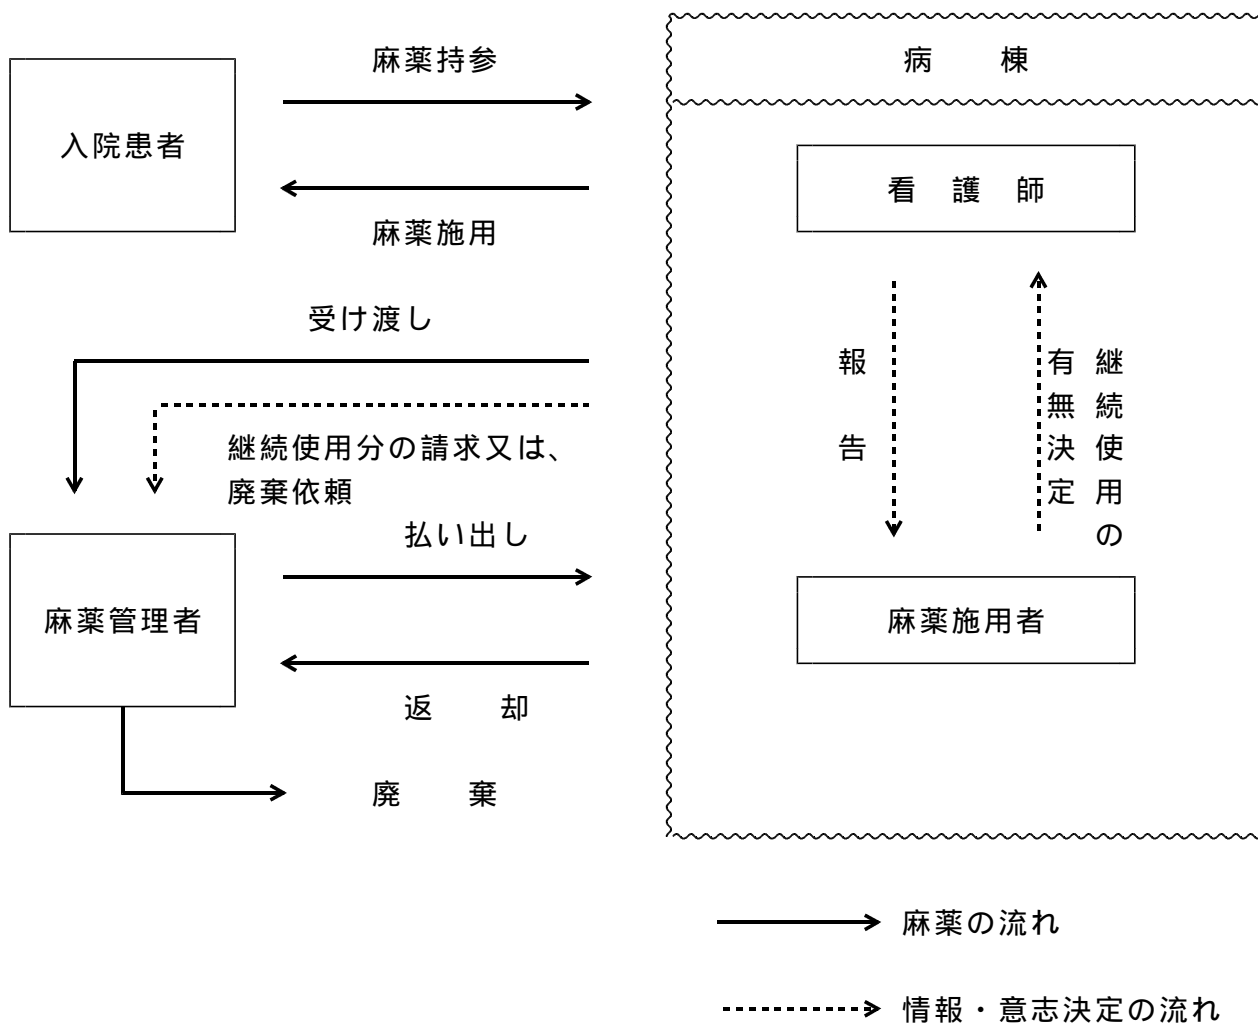 麻薬持参
病　　棟
入院患者
看　護　師
麻薬施用
受け渡し
報告
継続使用の
有無決定
継続使用分の請求又は、
廃棄依頼
払い出し
麻薬管理者
麻薬施用者
返　　却
廃　　棄
麻薬の流れ
情報・意志決定の流れ